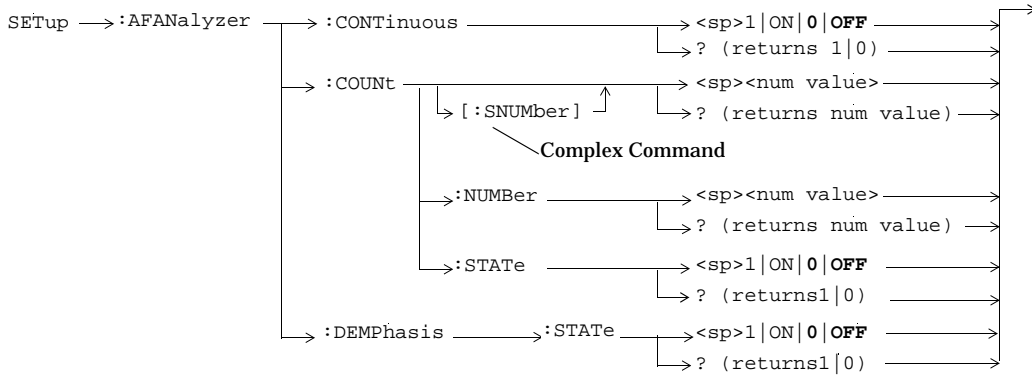 SETup :AFANalyzer :CONTinuous <sp>1|ON|0|OFF
? (returns 1|0)
:COUNt <sp><num value>
[:SNUMber] ? (returns num value)
Complex Command
:NUMBer <sp><num value>
? (returns num value)
:STATe <sp>1|ON|0|OFF
? (returns1|0)
:DEMPhasis :STATe <sp>1|ON|0|OFF
? (returns1|0)